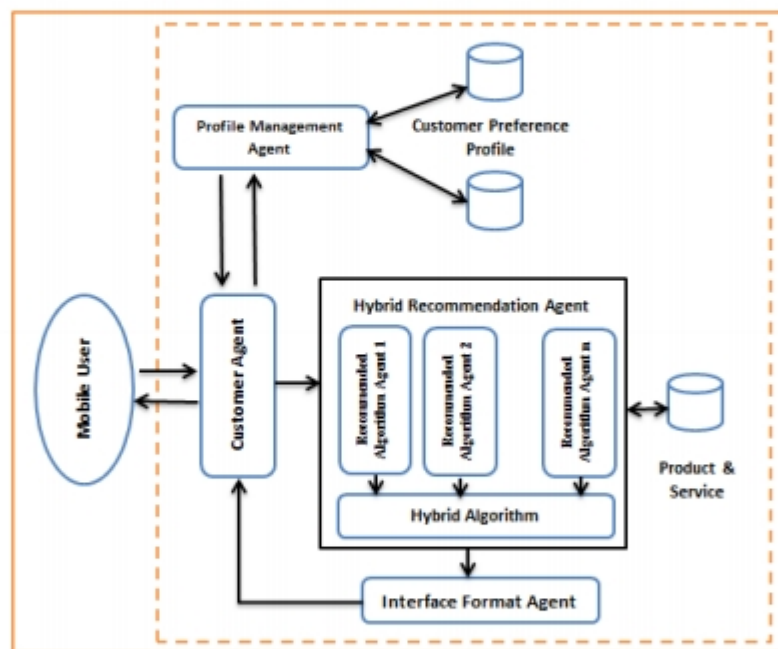 Profile Management
Agent
Customer Preference
Profile
Mobile User
Customer Agent
Hybrid Recommendation Agent
Recommended
Algorithm Agent 1
Recommended
Algorithm Agent 2
Recommended
Algorithm Agent n
Hybrid Algorithm
Product &
Service
Interface Format Agent